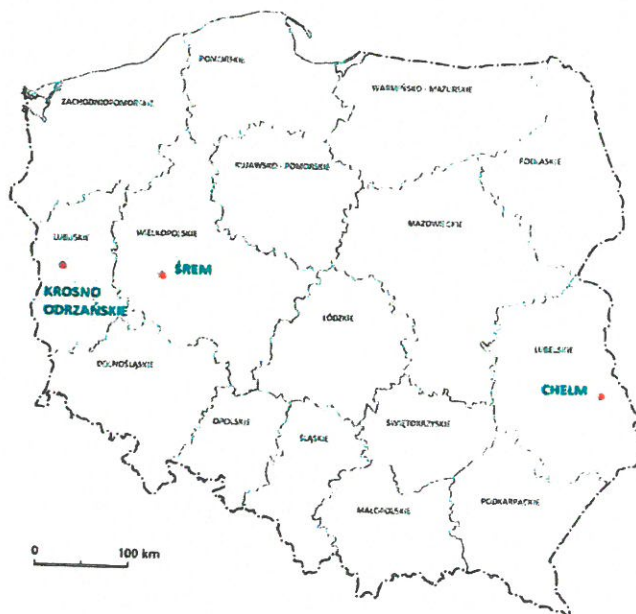 POMORSKIE
WARMIŃSKO - MAZURSKIE
ZACHODNIOPOMORSKIE
KUJAWSKO - POMORSKIE
PODLASKIE
MAZOWIECKIE
LUBUSKIE
WIELKOPOLSKIE
ŚREM
KROSNO
ODRZAŃSKIE
ŁÓDZKIE
LUBELSKIE
DOLNOŚLĄSKIE
CHEŁM
OPOLSKIE
ŚLĄSKIE
ŚWIĘTOKRZYSKIE
MAŁOPOLSKIE
PODKARPACKIE
0 100 km